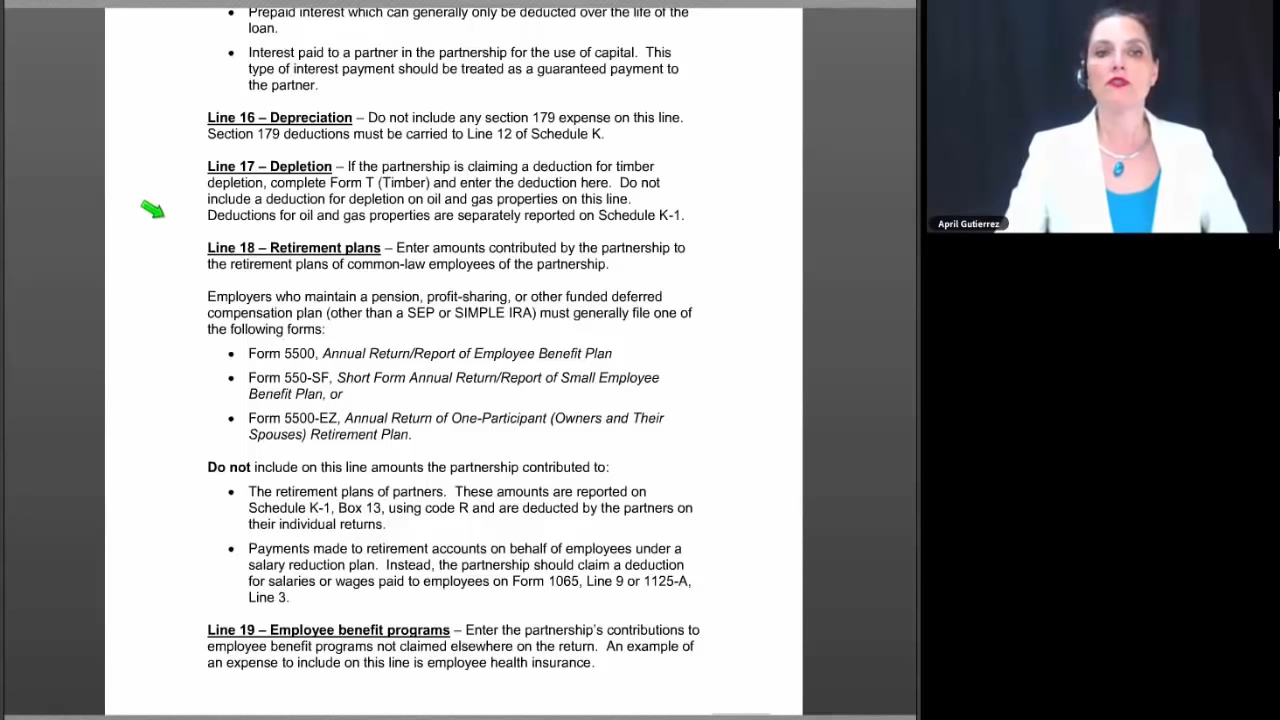 • Prepaid interest which can generally only be deducted over the life of the
loan.
• Interest paid to a partner in the partnership for the use of capital.  This
type of interest payment should be treated as a guaranteed payment to
the partner.
Line 16 – Depreciation – Do not include any section 179 expense on this line.
Section 179 deductions must be carried to Line 12 of Schedule K.
Line 17 – Depletion – If the partnership is claiming a deduction for timber
depletion, complete Form T (Timber) and enter the deduction here.  Do not
include a deduction for depletion on oil and gas properties on this line.
Deductions for oil and gas properties are separately reported on Schedule K-1.
Line 18 – Retirement plans – Enter amounts contributed by the partnership to
the retirement plans of common-law employees of the partnership.
Employers who maintain a pension, profit-sharing, or other funded deferred
compensation plan (other than a SEP or SIMPLE IRA) must generally file one of
the following forms:
• Form 5500, Annual Return/Report of Employee Benefit Plan
• Form 550-SF, Short Form Annual Return/Report of Small Employee
Benefit Plan, or
• Form 5500-EZ, Annual Return of One-Participant (Owners and Their
Spouses) Retirement Plan.
Do not include on this line amounts the partnership contributed to:
• The retirement plans of partners.  These amounts are reported on
Schedule K-1, Box 13, using code R and are deducted by the partners on
their individual returns.
• Payments made to retirement accounts on behalf of employees under a
salary reduction plan.  Instead, the partnership should claim a deduction
for salaries or wages paid to employees on Form 1065, Line 9 or 1125-A,
Line 3.
Line 19 – Employee benefit programs – Enter the partnership's contributions to
employee benefit programs not claimed elsewhere on the return.  An example of
an expense to include on this line is employee health insurance.
April Gutierrez